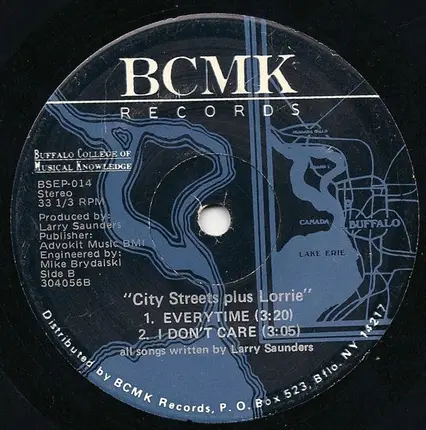 BCMK
RECORDS
BUFFALO COLLEGE OF
MUSICAL KNOWLEDGE
BSEP-014
Stereo
33 1/3 RPM
Produced by:
Larry Saunders
Publisher:
Advokit Music BMI
Engineered by:
Mike Brydalski
Side B
304056B
NIAGARA FALLS
CANADA
BUFFALO
LAKE ERIE
"City Streets plus Lorrie"
1. EVERYTIME (3:20)
2. I DON'T CARE (3:05)
all songs written by Larry Saunders
Distributed by BCMK Records, P. O. Box 523, Bflo. NY 14217